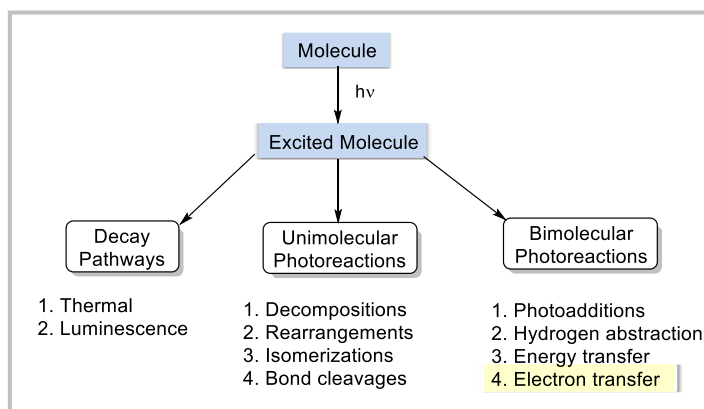 Molecule
hν
Excited Molecule
Decay
Pathways
1. Thermal
2. Luminescence
Unimolecular
Photoreactions
1. Decompositions
2. Rearrangements
3. Isomerizations
4. Bond cleavages
Bimolecular
Photoreactions
1. Photoadditions
2. Hydrogen abstraction
3. Energy transfer
4. Electron transfer